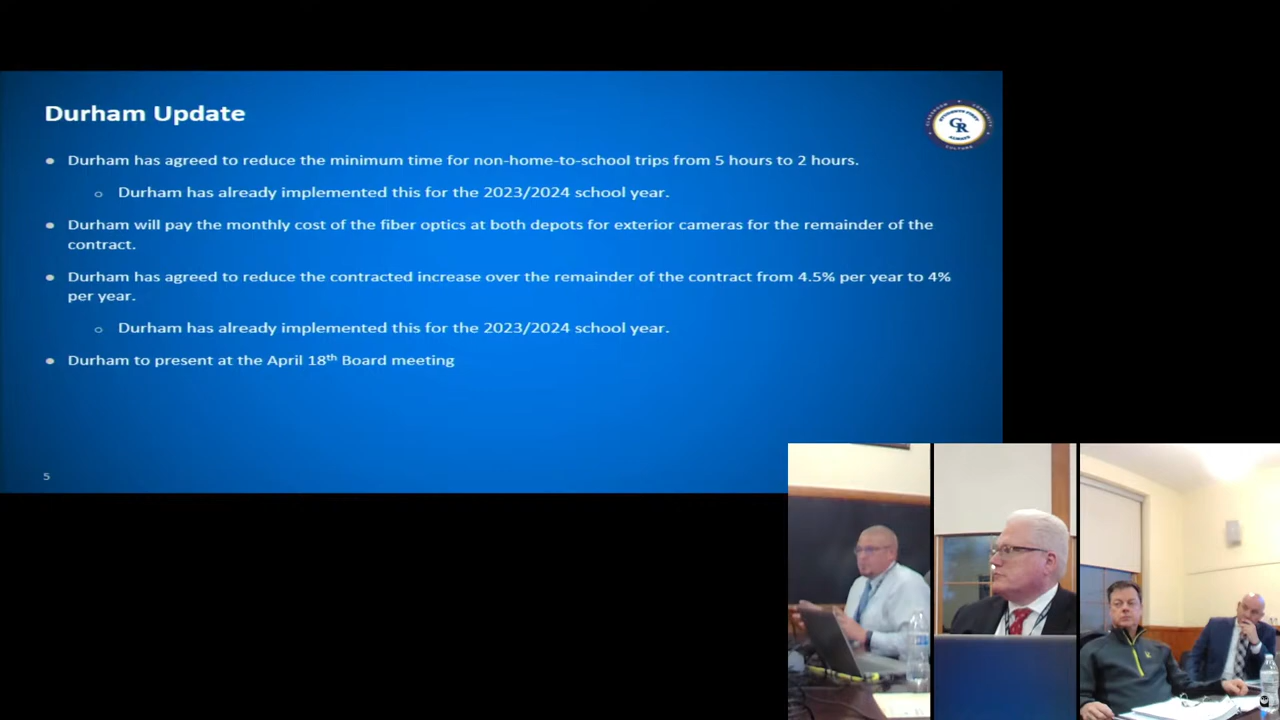 Durham Update
GR
Durham has agreed to reduce the minimum time for non-home-to-school trips from 5 hours to 2 hours.
Durham has already implemented this for the 2023/2024 school year.
Durham will pay the monthly cost of the fiber optics at both depots for exterior cameras for the remainder of the
contract.
Durham has agreed to reduce the contracted increase over the remainder of the contract from 4.5% per year to 4%
per year.
Durham has already implemented this for the 2023/2024 school year.
Durham to present at the April 18th Board meeting
5